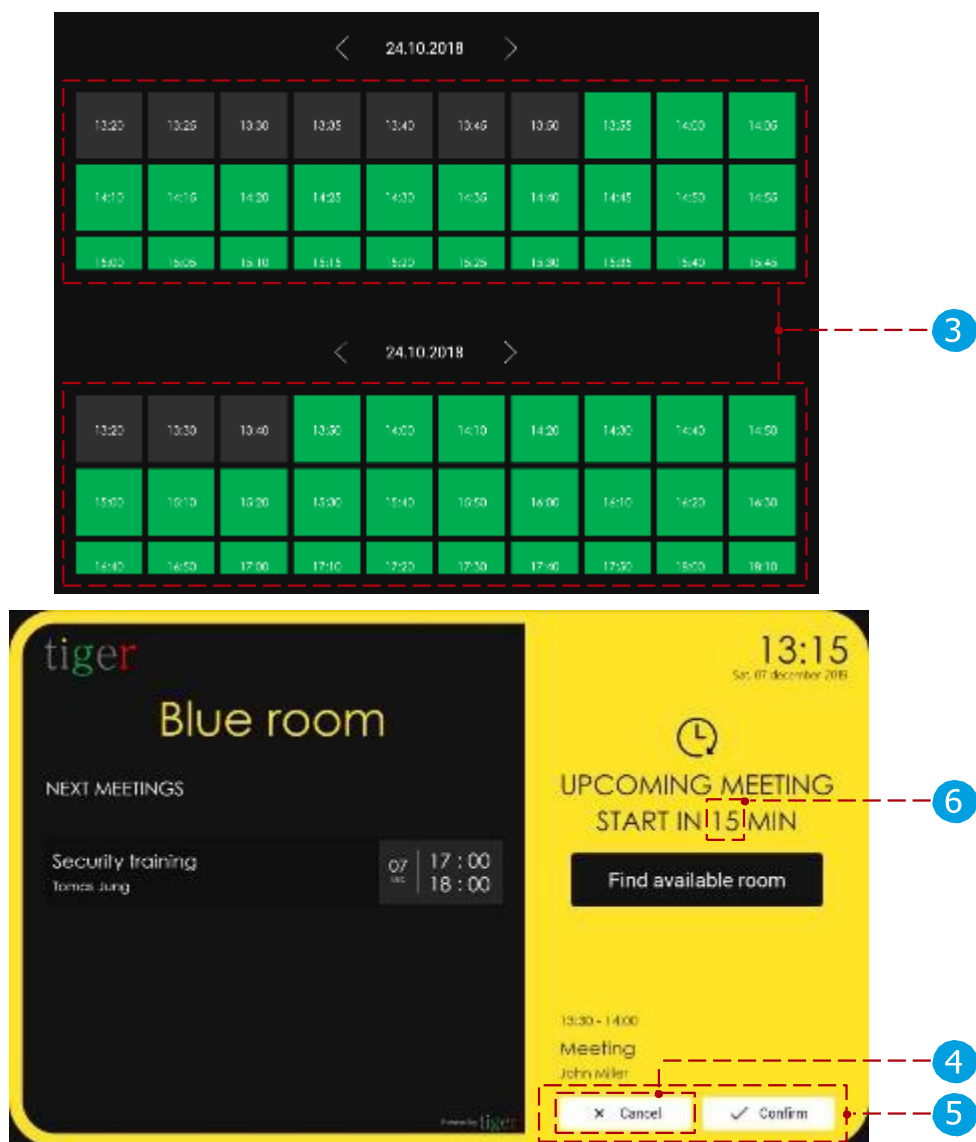 24.10.2018
13:20 13:25 13:30 13:35 13:40 13:45 13:50 13:55 14:00 14:05
14:10 14:15 14:20 14:25 14:30 14:35 14:40 14:45 14:50 14:55
15:00 15:05 15:10 15:15 15:20 15:25 15:30 15:35 15:40 15:45
3
24.10.2018
13:20 13:30 13:40 13:50 14:00 14:10 14:20 14:30 14:40 14:50
15:00 15:10 15:20 15:30 15:40 15:50 16:00 16:10 16:20 16:30
16:40 16:50 17:00 17:10 17:20 17:30 17:40 17:50 18:00 18:10
tiger
Blue room
NEXT MEETINGS
Security training
Tomas Jung
07
17 : 00
18 : 00
Powered by tiger
13:15
Sat. 07 december 2019
UPCOMING MEETING
START IN 15 MIN
6
Find available room
13:30 - 14:00
Meeting
John Miller
4
Cancel
Confirm
5